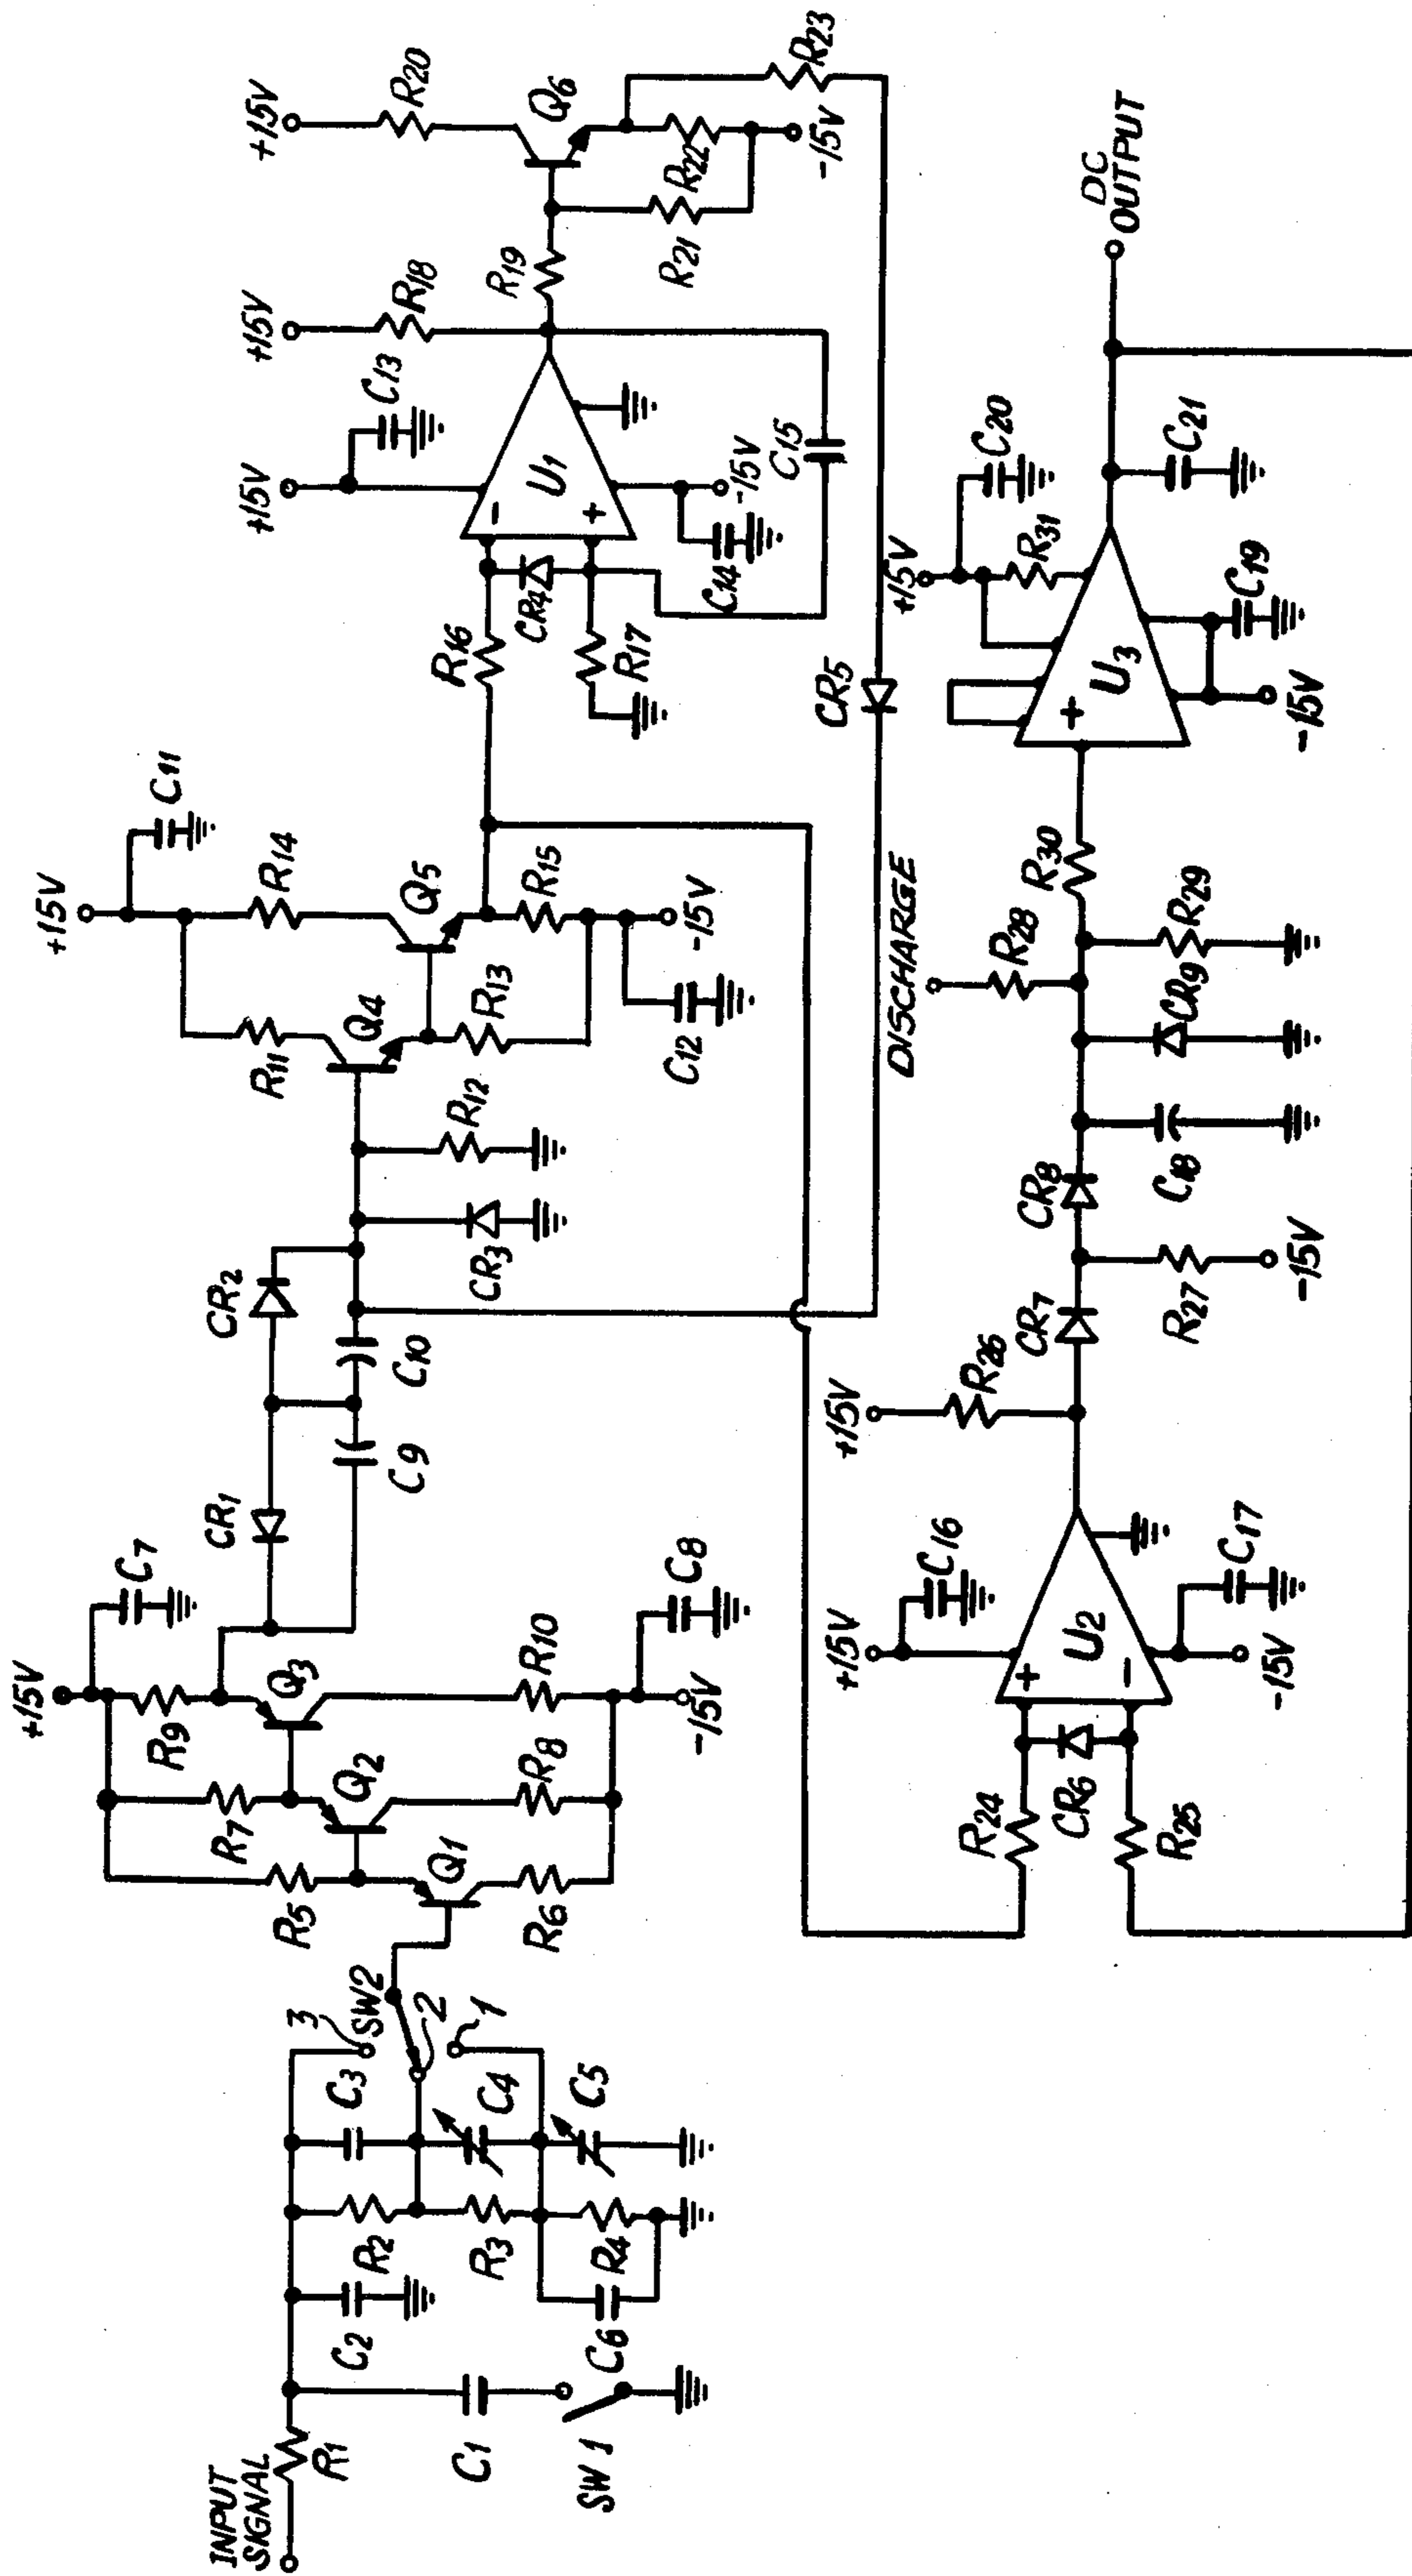 INPUT
SIGNAL
R1
C1
SW 1
C2
R2
C3
R3
C4
C6
R4
C5
3
SW2
2
1
+15V
C7
R5
R7
R9
Q1
Q2
Q3
R6
R8
R10
C8
-15V
CR1
CR2
C9
C10
CR3
R12
+15V
C11
R11
R14
Q4
Q5
R13
R15
C12
-15V
R16
CR4
R17
+15V
C13
-
U1
+
C14
-15V
C15
+15V
R18
R19
+15V
R20
Q6
R21
R22
-15V
R23
CR5
R24
CR6
R25
+15V
C16
+
U2
-
C17
-15V
+15V
R26
CR7
R27
-15V
CR8
C18
DISCHARGE
R28
CR9
R29
R30
+15V
C20
R31
+
U3
C19
-15V
C21
DC
OUTPUT